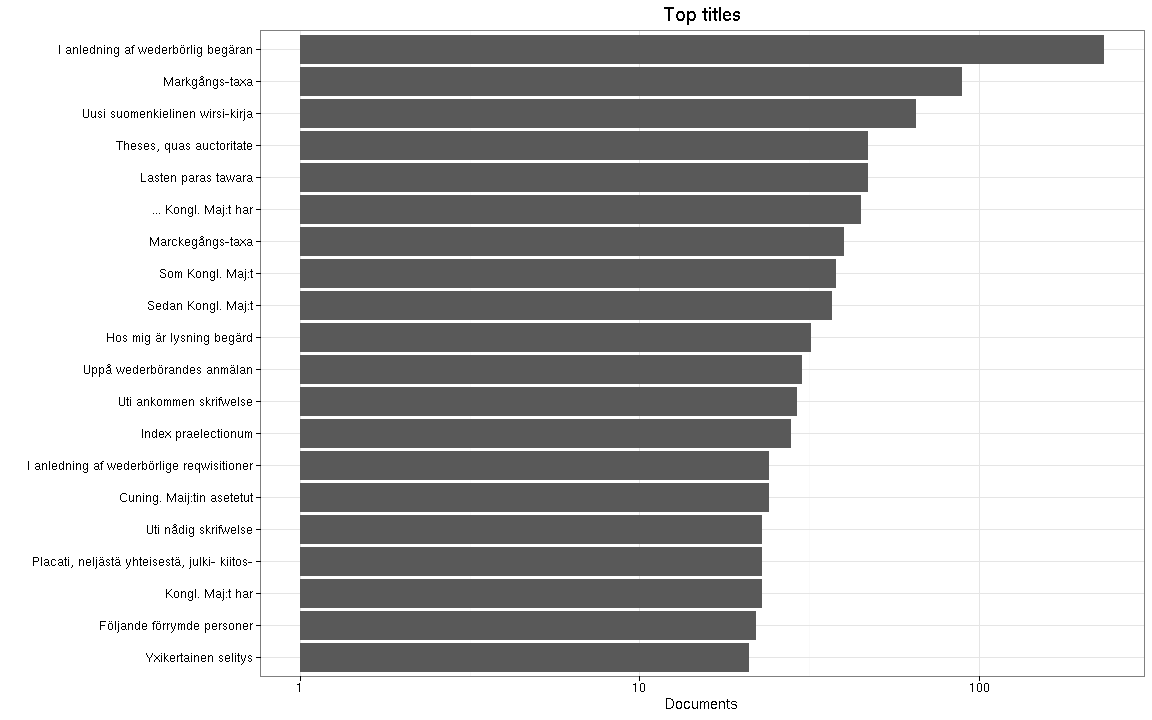 Top titles
I anledning af wederbörlig begäran
Markgångs-taxa
Uusi suomenkielinen wirsi-kirja
Theses, quas auctoritate
Lasten paras tawara
... Kongl. Maj:t har
Marckegångs-taxa
Som Kongl. Maj:t
Sedan Kongl. Maj:t
Hos mig är lysning begärd
Uppå wederbörandes anmälan
Uti ankommen skrifwelse
Index praelectionum
I anledning af wederbörlige reqwisitioner
Cuning. Maij:tin asetetut
Uti nådig skrifwelse
Placati, neljästä yhteisestä, julki- kiitos-
Kongl. Maj:t har
Följande förrymde personer
Yxikertainen selitys
1 10 100
Documents